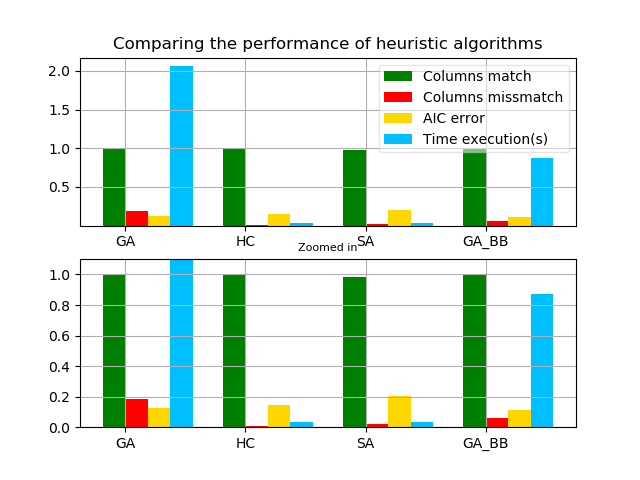 Comparing the performance of heuristic algorithms
2.0
1.5
1.0
0.5
Columns match
Columns missmatch
AIC error
Time execution(s)
GA HC SA GA_BB
Zoomed in
1.0
0.8
0.6
0.4
0.2
0.0
GA HC SA GA_BB